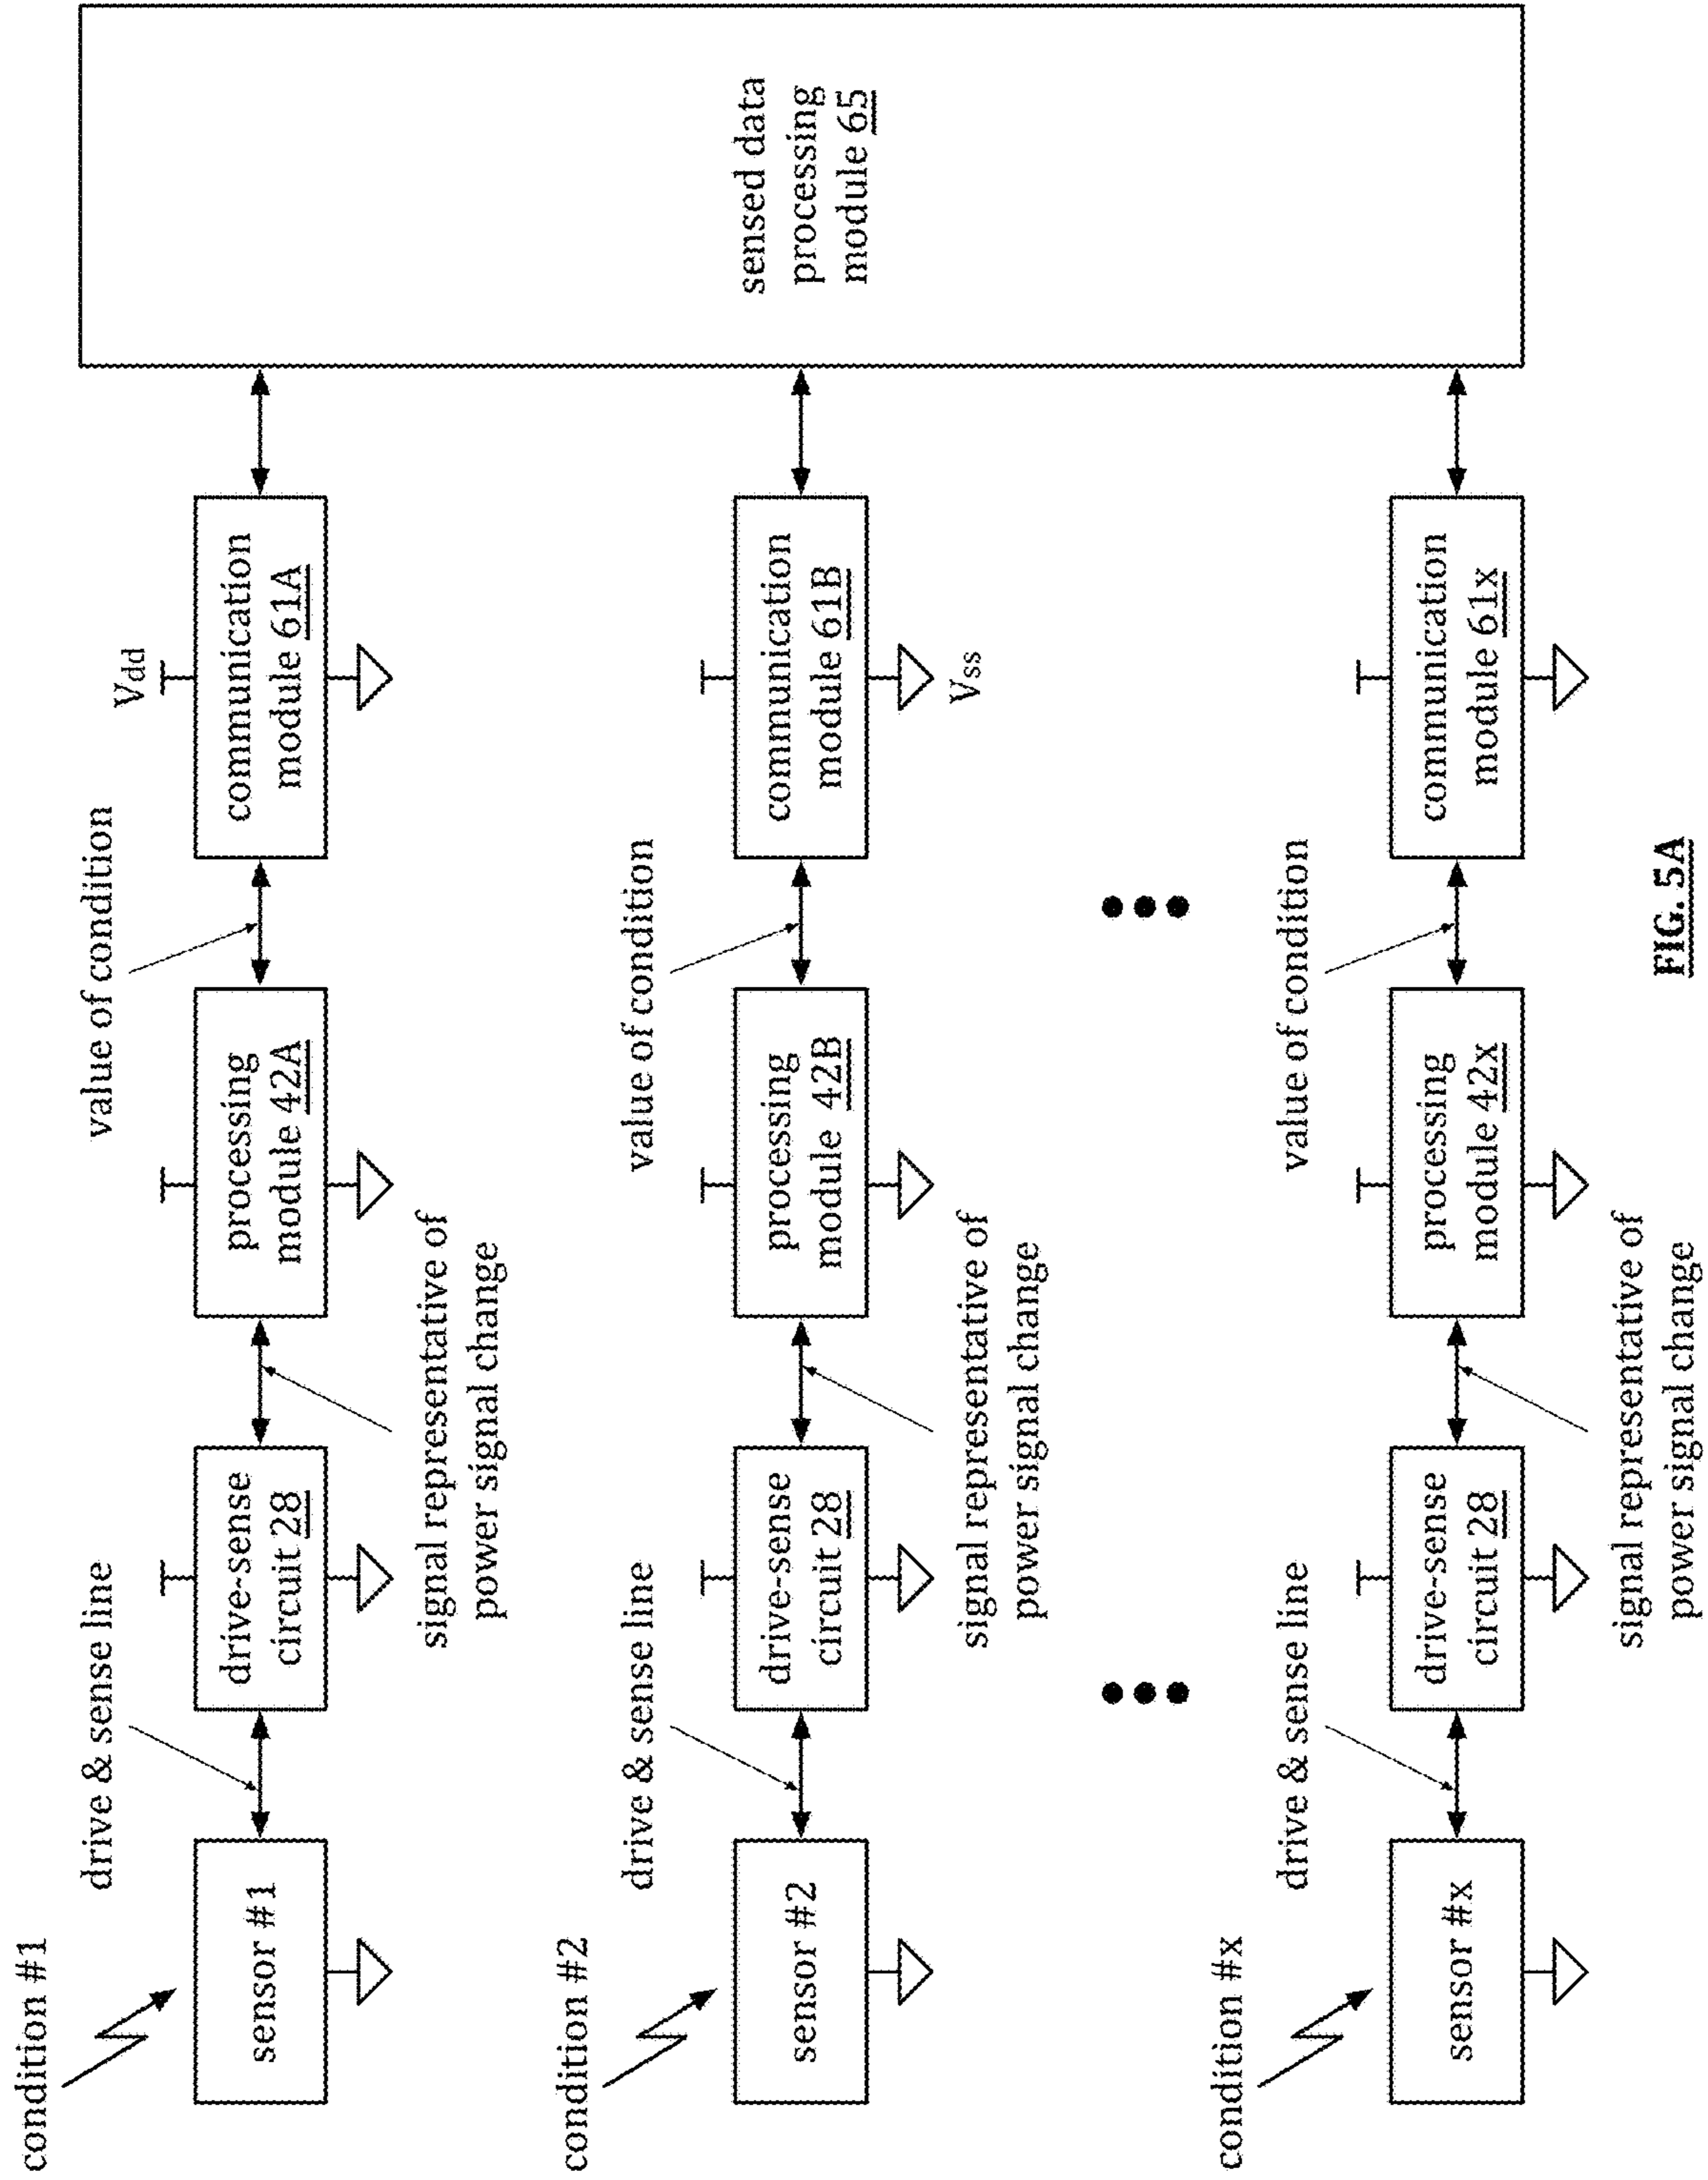 condition #1
drive & sense line
value of condition
Vdd
sensor #1
drive-sense
circuit 28
processing
module 42A
communication
module 61A
signal representative of
power signal change
condition #2
drive & sense line
value of condition
sensor #2
drive-sense
circuit 28
processing
module 42B
communication
module 61B
Vss
signal representative of
power signal change
sensed data
processing
module 65
condition #x
drive & sense line
value of condition
sensor #x
drive-sense
circuit 28
processing
module 42x
communication
module 61x
signal representative of
power signal change
FIG. 5A